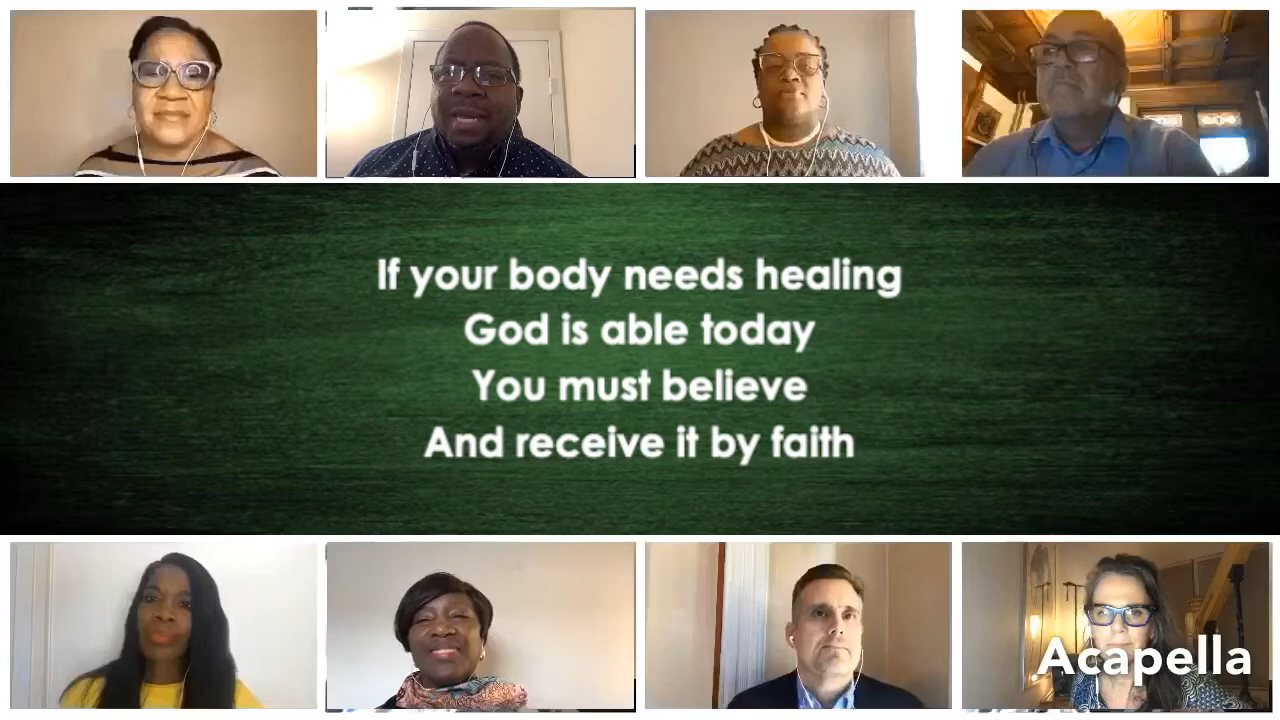 If your body needs healing
God is able today
You must believe
And receive it by faith
Acapella